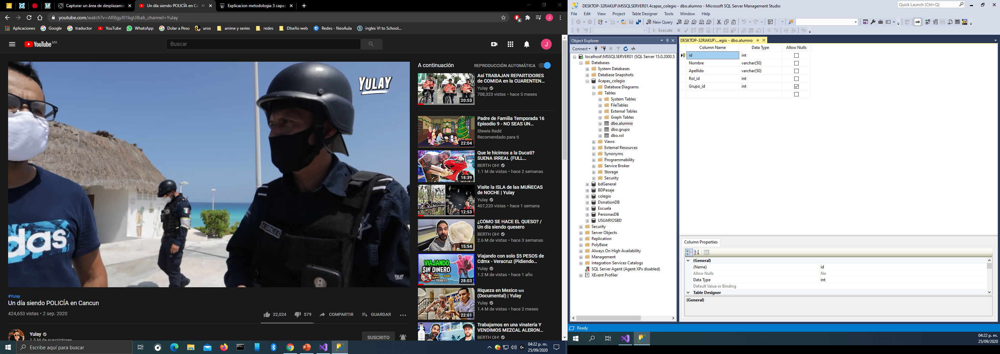 Capturar un área de desplazamie
Un día siendo POLICÍA en Ca
Explicacion metodologia 3 capas
youtube.com/watch?v=AR8gyXI1kgU&ab_channel=Yulay
6
J
Aplicaciones
Google
traductor
YouTube
WhatsApp
Dolar a Peso
uros
anime y series
redes
DIseño web
Redes - NeoAula
ingles VI to School...
YouTube MX
Buscar
J
YULAY
das
YULAY
#Yulay
Un día siendo POLICÍA en Cancun
424,653 vistas • 2 sep. 2020
22,024
579
COMPARTIR
GUARDAR
Yulay
1.5 M de suscriptores
SUSCRITO
A continuación
REPRODUCCIÓN AUTOMÁTICA
Así TRABAJAN REPARTIDORES
de COMIDA en la CUARENTEN...
Yulay
708,323 vistas • hace 5 meses
20:53
Padre de Familia Temporada 16
Episodio 9 - NO SEAS UN...
Stewie Redd
Recomendado para ti
22:04
Que le hicimos a la Ducati?
SUENA IRREAL (FULL...
BERTH OH!
1.1 M de vistas • hace 2 semanas
18:39
Visite la ISLA de las MUÑECAS
de NOCHE | Yulay
Yulay
407,220 vistas • hace 1 semana
12:53
¿CÓMO SE HACE EL QUESO? /
Un día siendo quesero
BERTH OH!
2.6 M de vistas • hace 3 semanas
15:54
Viajando con solo $5 PESOS de
Cdmx - Veracruz (Pidiendo...
Yulay
1.2 M de vistas • hace 1 año
VIAJANDO
SIN DINERO
28:03
Riqueza en Mexico MX
(Documental) | Yulay
Yulay
1.4 M de vistas • hace 2 meses
22:01
Trabajamos en una vinatería Y
VENDIMOS MEZCAL ALERON...
BERTH OH!
Escribe aquí para buscar
04:22 p. m.
25/09/2020
DESKTOP-32RAKUF\MSSQLSERVER01.4capas_colegio - dbo.alumno - Microsoft SQL Server Management Studio
Quick Launch (Ctrl+Q)
File
Edit
View
Project
Table Designer
Tools
Window
Help
New Query
Execute
Object Explorer
Connect
localhost\MSSQLSERVER01 (SQL Server 15.0.2000.5
Databases
System Databases
Database Snapshots
4capas_colegio
Database Diagrams
Tables
System Tables
FileTables
External Tables
Graph Tables
dbo.alumno
dbo.grupo
dbo.rol
Views
External Resources
Synonyms
Programmability
Service Broker
Storage
Security
bdGeneral
BDPasaje
colegio
DonationDB
Escuela
PersonasDB
USUARIOSBD
Security
Server Objects
Replication
PolyBase
Always On High Availability
Management
Integration Services Catalogs
SQL Server Agent (Agent XPs disabled)
XEvent Profiler
DESKTOP-32RAKUF\...egio - dbo.alumno
Column Name Data Type Allow Nulls
id int
Nombre varchar(50)
Apellido varchar(50)
Rol_id int
Grupo_id int
Column Properties
(General)
(Name) id
Allow Nulls No
Data Type int
Default Value or Binding
Table Designer
(General)
Ready
04:22 p. m.
25/09/2020